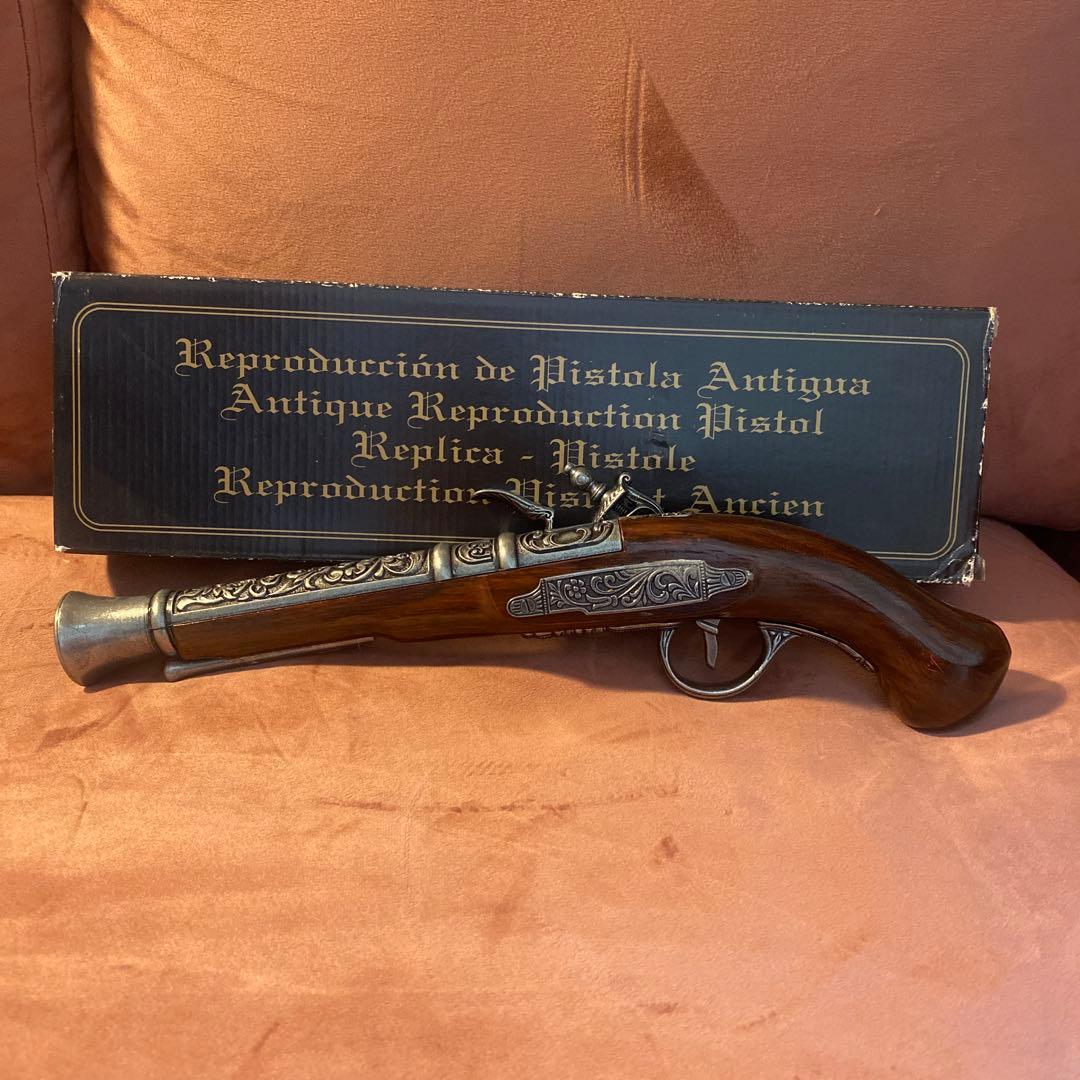 Reproducción de Pistola Antigua
Antique Reproduction Pistol
Replica - Pistole
Reproduction Ancien